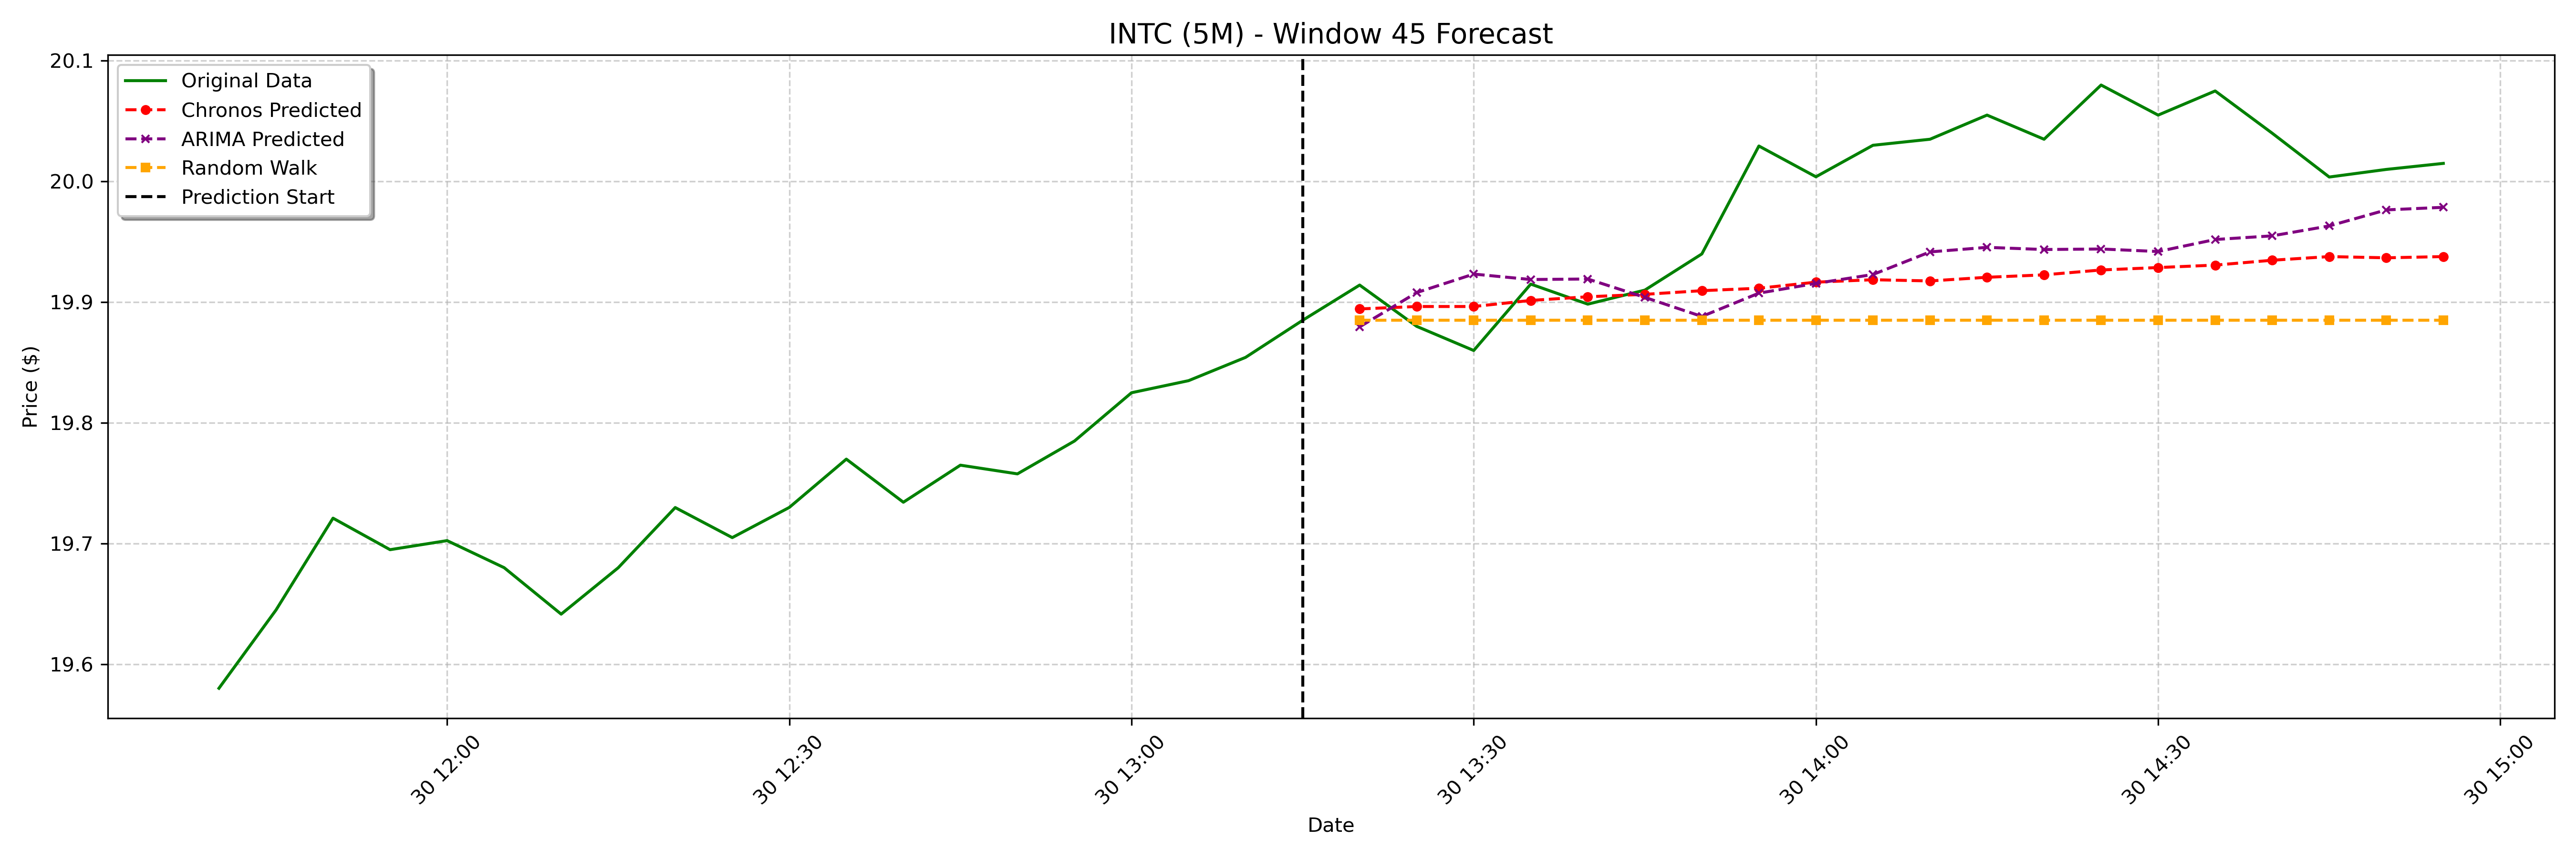 INTC (5M) - Window 45 Forecast
Original Data
Chronos Predicted
ARIMA Predicted
Random Walk
Prediction Start
Price ($)
20.1
20.0
19.9
19.8
19.7
19.6
30 12:00
30 12:30
30 13:00
30 13:30
30 14:00
30 14:30
30 15:00
Date